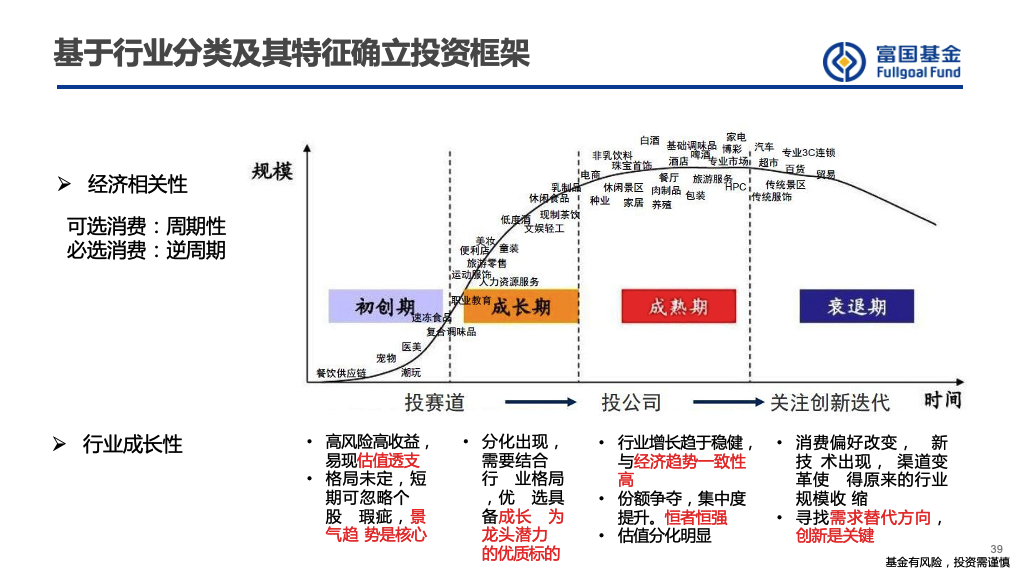 基于行业分类及其特征确立投资框架
富国基金
Fullgoal Fund
规模
➢ 经济相关性
可选消费：周期性
必选消费：逆周期
白酒
家电
基础调味品
博彩
汽车
非乳饮料
啤酒
专业3C连锁
珠宝首饰
酒店
专业市场
超市
百货
电商
贸易
餐厅
旅游服务
乳制品
休闲景区
肉制品
HPC
传统景区
休闲食品
种业
家居
养殖
包装
传统服饰
低度酒
现制茶饮
文娱轻工
美妆
便利店
童装
旅游零售
运动服饰
人力资源服务
初创期
职业教育
成长期
成熟期
衰退期
速冻食品
复合调味品
医美
宠物
餐饮供应链
潮玩
投赛道
投公司
关注创新迭代
时间
➢ 行业成长性
• 高风险高收益，
易现估值透支
• 格局未定，短
期可忽略个
股 瑕疵，景
气趋 势是核心
• 分化出现，
需要结合
行 业格局
，优 选具
备成长 为
龙头潜力
的优质标的
• 行业增长趋于稳健，
与经济趋势一致性
高
• 份额争夺，集中度
提升。恒者恒强
• 估值分化明显
• 消费偏好改变， 新
技 术出现， 渠道变
革使 得原来的行业
规模收 缩
• 寻找需求替代方向，
创新是关键
39
基金有风险，投资需谨慎